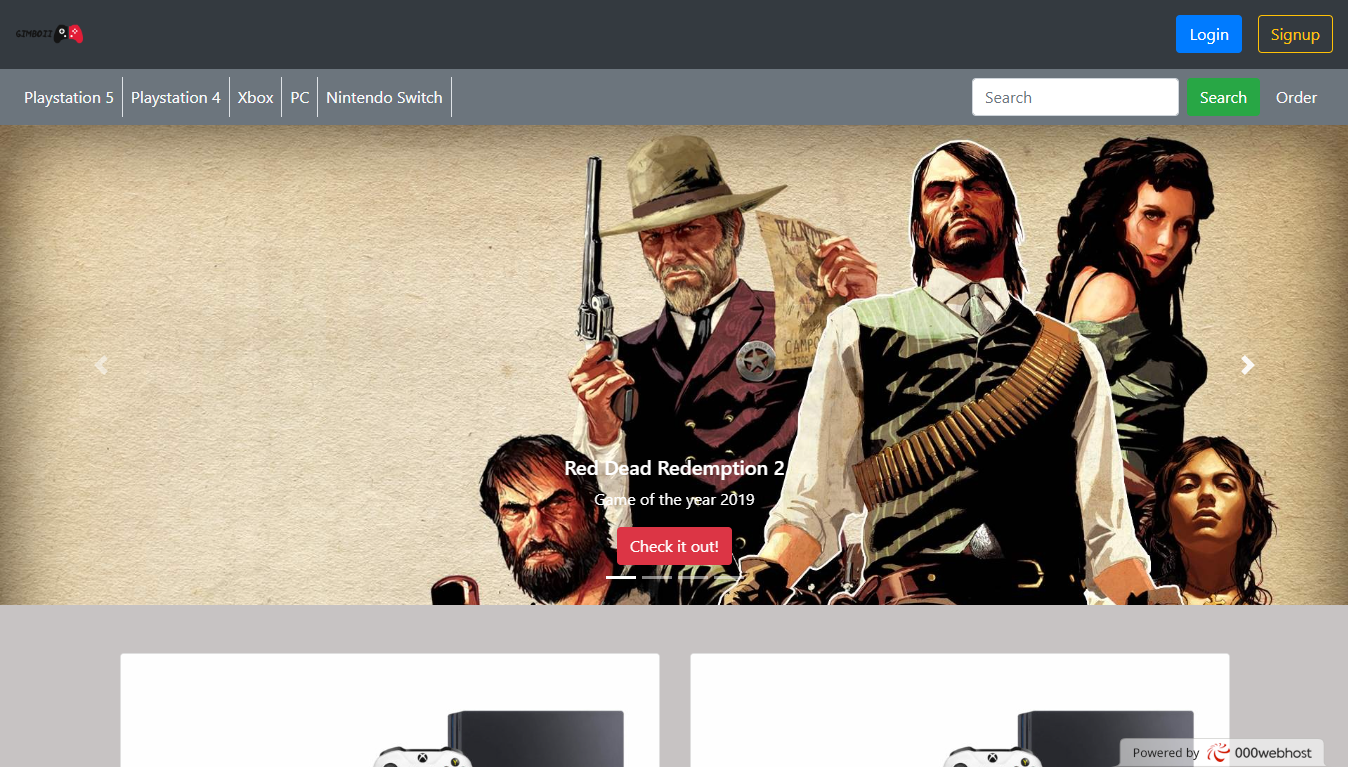 GIMBOII
Login
Signup
Playstation 5
Playstation 4
Xbox
PC
Nintendo Switch
Search
Search
Order
WANTED
Red Dead Redemption 2
Game of the year 2019
Check it out!
Powered by 000webhost